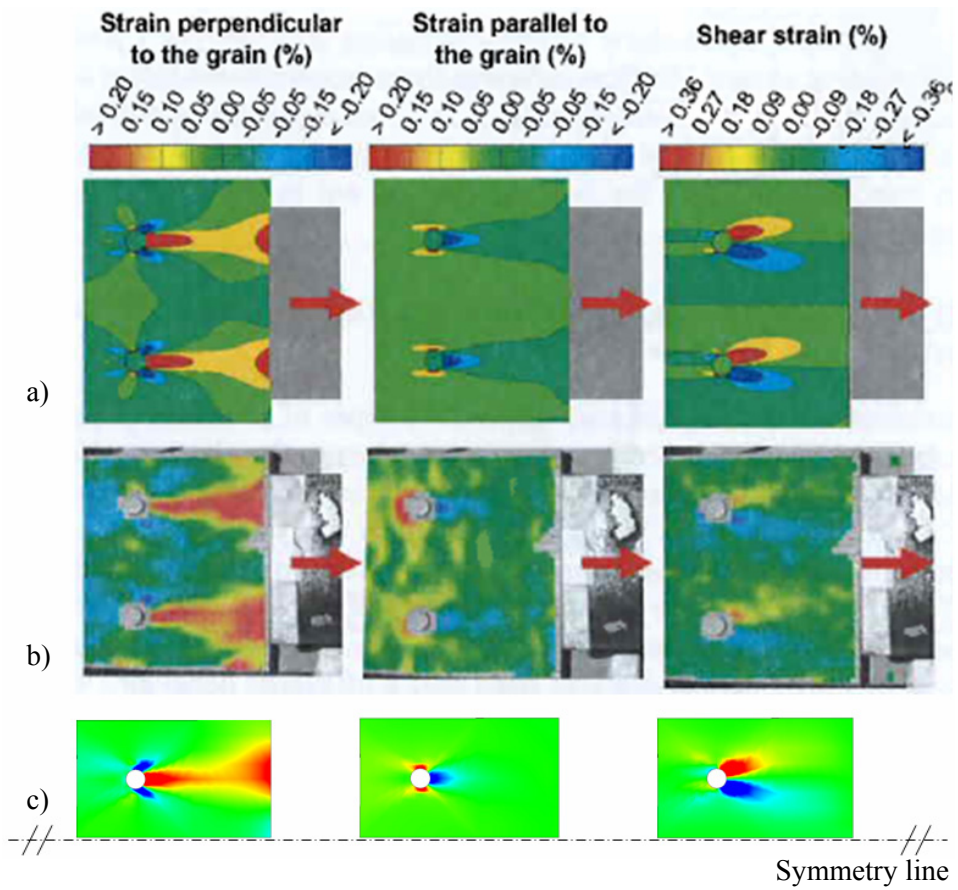 Strain perpendicular
to the grain (%)
Strain parallel to
the grain (%)
Shear strain (%)
> 0.20
0.15
0.10
0.05
0.00
-0.05
-0.15
< -0.20
> 0.20
0.15
0.10
0.05
0.00
-0.05
-0.15
< -0.20
> 0.36
0.27
0.18
0.09
0.00
-0.09
-0.18
-0.27
< -0.36
a)
b)
c)
Symmetry line